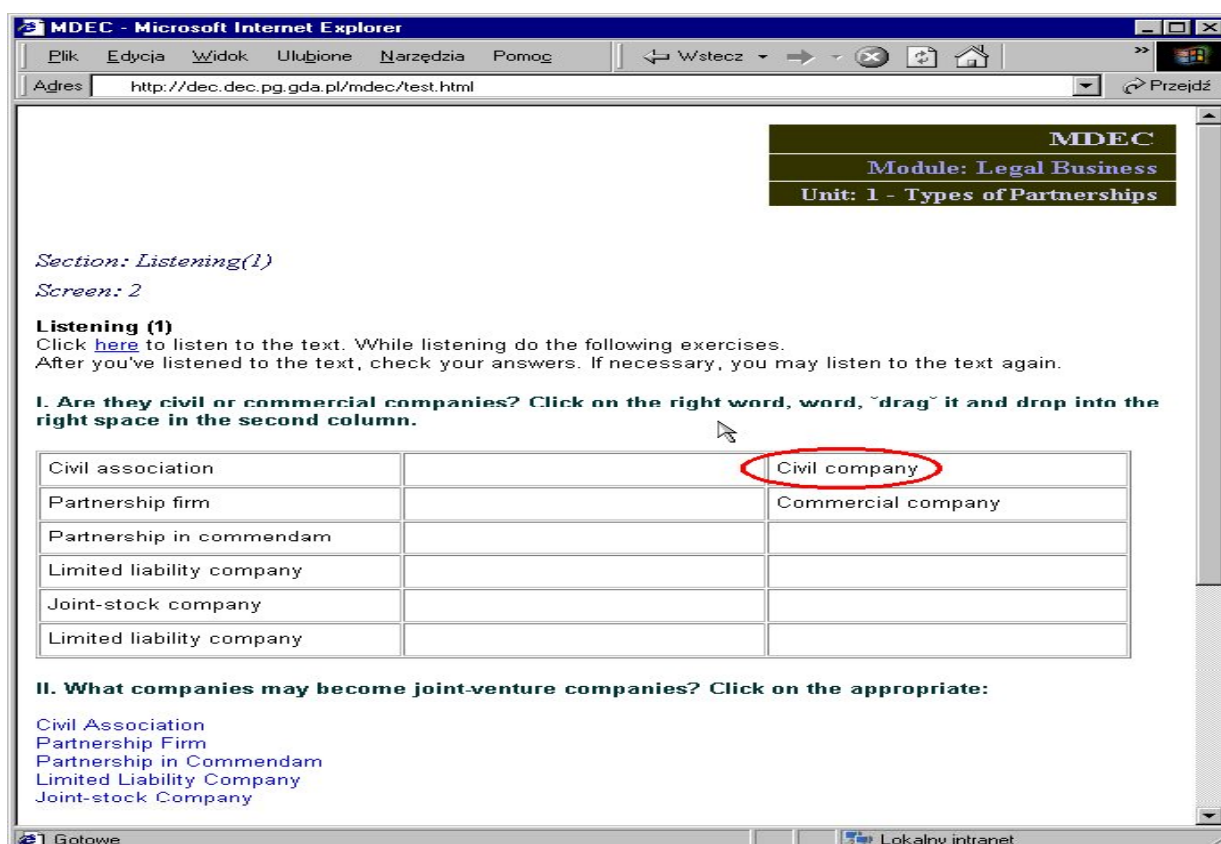 MDEC - Microsoft Internet Explorer
Plik Edycja Widok Ulubione Narzędzia Pomoc Wstecz »
Adres http://dec.dec.pg.gda.pl/mdec/test.html Przejdź
MDEC
Module: Legal Business
Unit: 1 - Types of Partnerships
Section: Listening(1)
Screen: 2
Listening (1)
Click here to listen to the text. While listening do the following exercises.
After you've listened to the text, check your answers. If necessary, you may listen to the text again.
I. Are they civil or commercial companies? Click on the right word, word, ˇdragˇ it and drop into the
right space in the second column.
Civil association Civil company
Partnership firm Commercial company
Partnership in commendam
Limited liability company
Joint-stock company
Limited liability company
II. What companies may become joint-venture companies? Click on the appropriate:
Civil Association
Partnership Firm
Partnership in Commendam
Limited Liability Company
Joint-stock Company
Gotowe Lokalny intranet